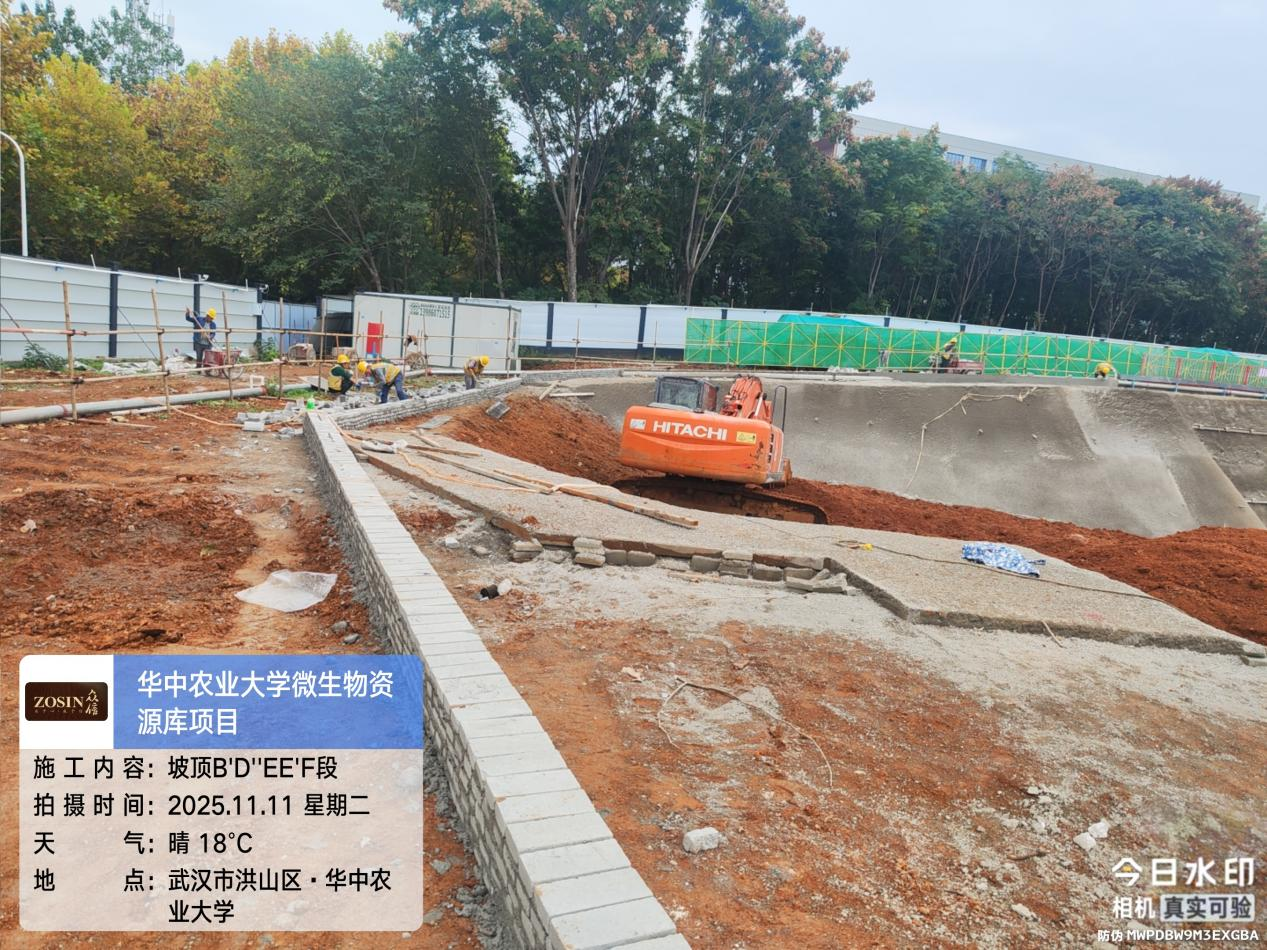 13986071515
HITACHI
ZOSIN 众信
华中农业大学微生物资
源库项目
施工内容：坡顶B'D''EE'F段
拍摄时间：2025.11.11 星期二
天气：晴 18°C
地点：武汉市洪山区·华中农
业大学
今日水印
相机 真实可验
防伪 MWPDBW9M3EXGBA